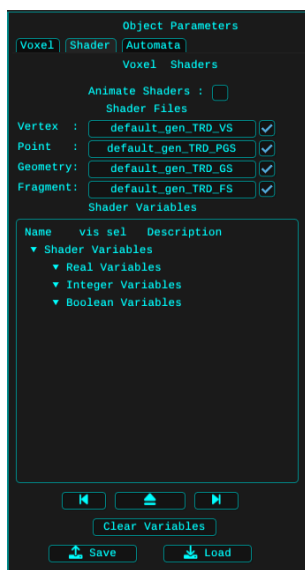 Object Parameters
Voxel Shader Automata
Voxel Shaders
Animate Shaders :
Shader Files
Vertex : default_gen_TRD_VS
Point : default_gen_TRD_PGS
Geometry: default_gen_TRD_GS
Fragment: default_gen_TRD_FS
Shader Variables
Name vis sel Description
Shader Variables
Real Variables
Integer Variables
Boolean Variables
Clear Variables
Save Load